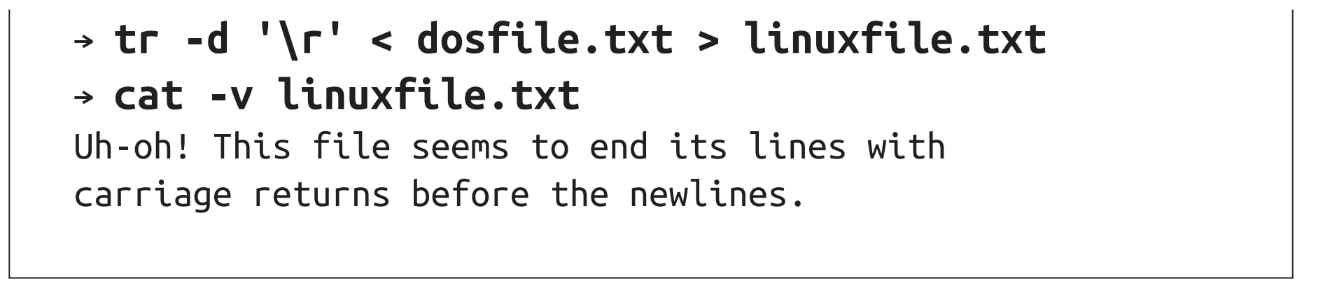 → tr -d '\r' < dosfile.txt > linuxfile.txt
→ cat -v linuxfile.txt
Uh-oh! This file seems to end its lines with
carriage returns before the newlines.